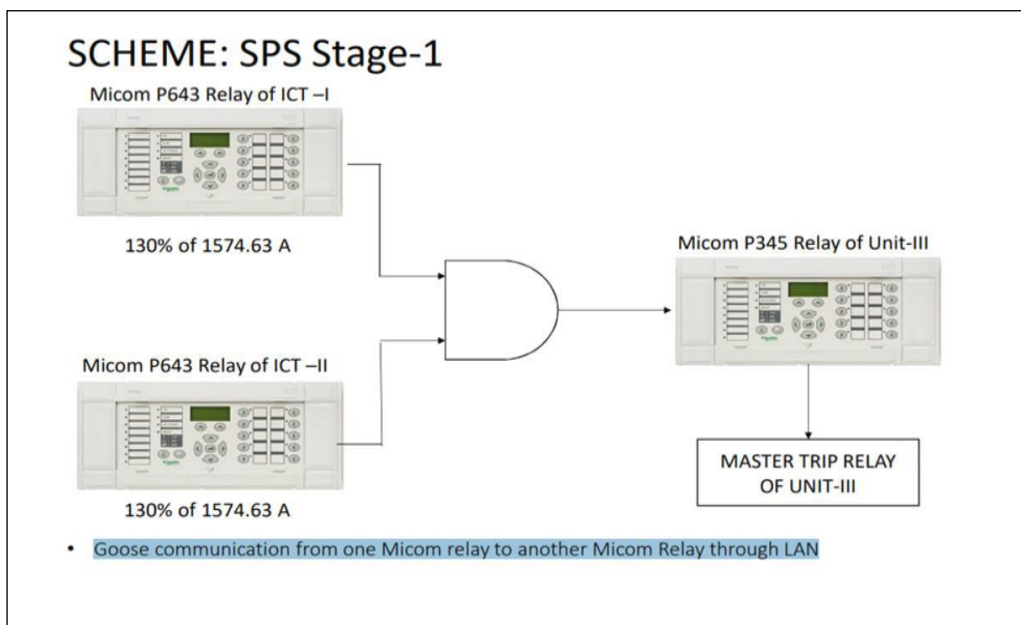 SCHEME: SPS Stage-1
Micom P643 Relay of ICT –I
130% of 1574.63 A
Micom P345 Relay of Unit-III
Micom P643 Relay of ICT –II
130% of 1574.63 A
MASTER TRIP RELAY
OF UNIT-III
• Goose communication from one Micom relay to another Micom Relay through LAN